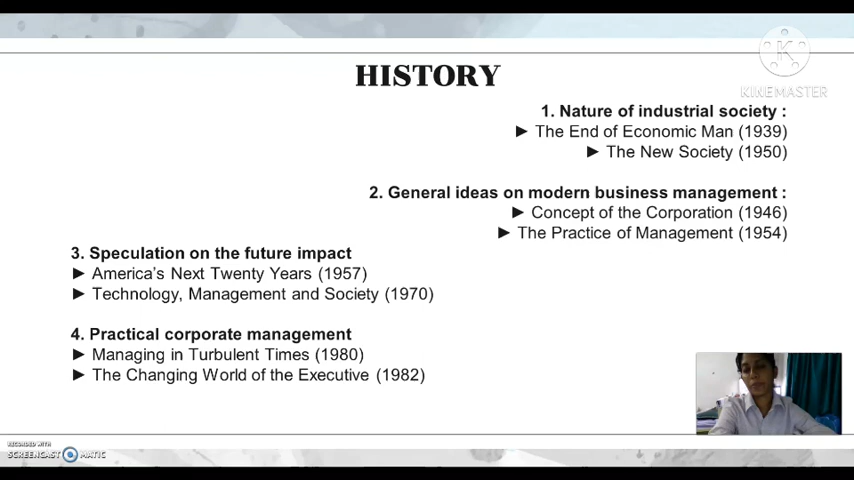 HISTORY
KINEMASTER
1. Nature of industrial society :
► The End of Economic Man (1939)
► The New Society (1950)
2. General ideas on modern business management :
► Concept of the Corporation (1946)
► The Practice of Management (1954)
3. Speculation on the future impact
► America's Next Twenty Years (1957)
► Technology, Management and Society (1970)
4. Practical corporate management
► Managing in Turbulent Times (1980)
► The Changing World of the Executive (1982)
RECORDED WITH
SCREENCAST MATIC